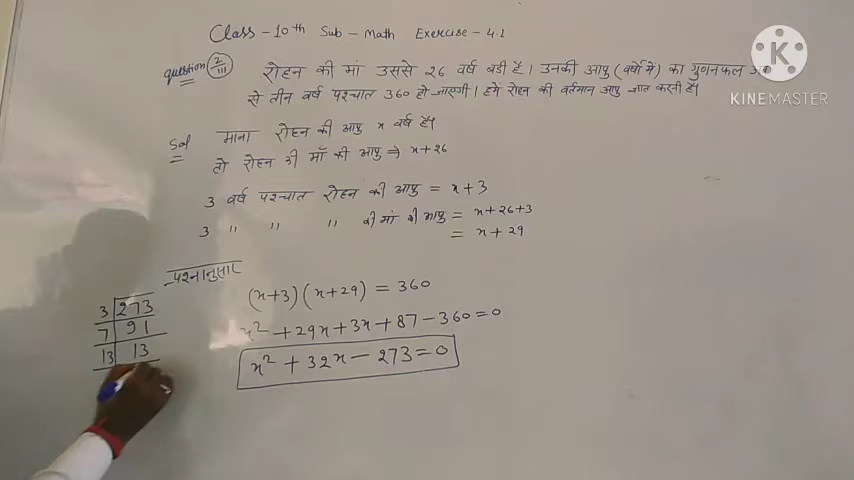 Class - 10th Sub - Math Exercise - 4.1
question 2/III रोहन की मां उससे 26 वर्ष बडी है। उनकी आयु (वर्षो में) का गुणनफल अब
से तीन वर्ष पश्चात 360 हो जाएगी। हमें रोहन की वर्तमान आयु ज्ञात करती है।
Sol माना रोहन की आयु x वर्ष है।
तो रोहन की माँ की आयु ⇒ x+26
3 वर्ष पश्चात रोहन की आयु = x+3
3 " " " की मां की आयु = x+26+3
= x+29
प्रश्नानुसार
(x+3) (x+29) = 360
x² + 29x + 3x + 87 - 360 = 0
x² + 32x - 273 = 0
3 | 273
7 | 91
13 | 13
KINEMASTER